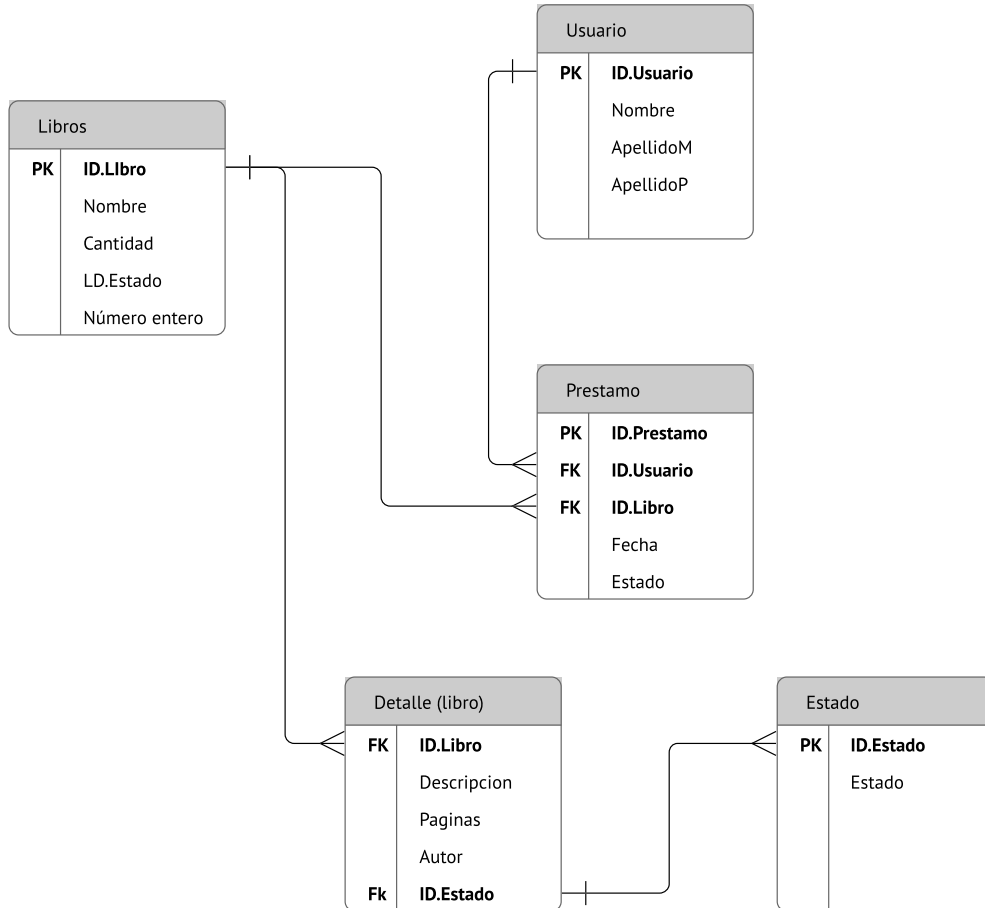 Usuario
PK ID.Usuario
Nombre
ApellidoM
ApellidoP
Libros
PK ID.LIbro
Nombre
Cantidad
LD.Estado
Número entero
Prestamo
PK ID.Prestamo
FK ID.Usuario
FK ID.Libro
Fecha
Estado
Detalle (libro)
FK ID.Libro
Descripcion
Paginas
Autor
Fk ID.Estado
Estado
PK ID.Estado
Estado